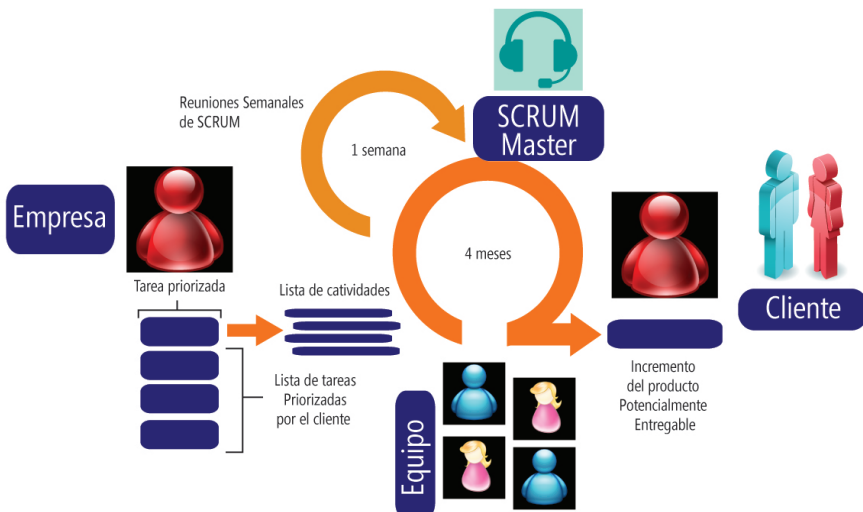 Empresa
Tarea priorizada
Reuniones Semanales
de SCRUM
1 semana
SCRUM
Master
4 meses
Lista de catividades
Lista de tareas
Priorizadas
por el cliente
Equipo
Incremento
del producto
Potencialmente
Entregable
Cliente